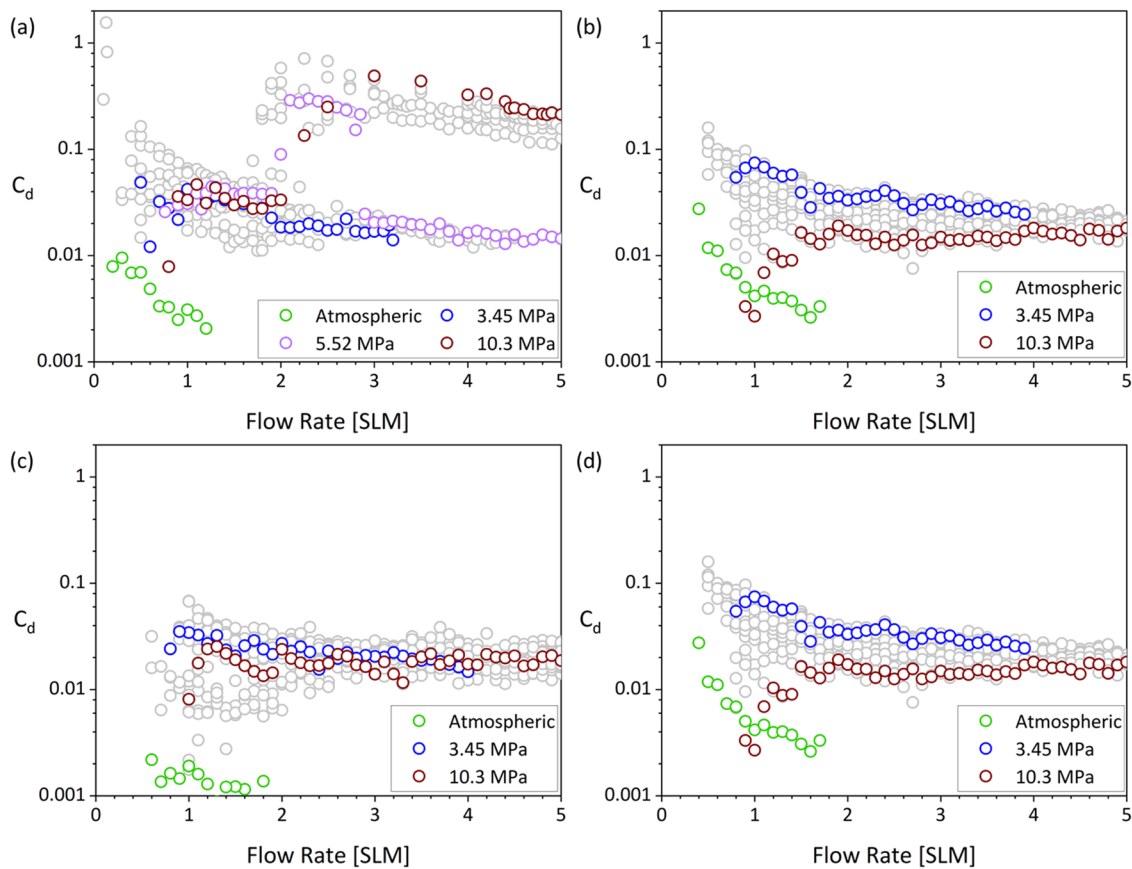 (a)
1
0.1
0.01
0.001
C_d
0 1 2 3 4 5
Flow Rate [SLM]
Atmospheric 3.45 MPa
5.52 MPa 10.3 MPa
(b)
1
0.1
0.01
0.001
C_d
0 1 2 3 4 5
Flow Rate [SLM]
Atmospheric
3.45 MPa
10.3 MPa
(c)
1
0.1
0.01
0.001
C_d
0 1 2 3 4 5
Flow Rate [SLM]
Atmospheric
3.45 MPa
10.3 MPa
(d)
1
0.1
0.01
0.001
C_d
0 1 2 3 4 5
Flow Rate [SLM]
Atmospheric
3.45 MPa
10.3 MPa